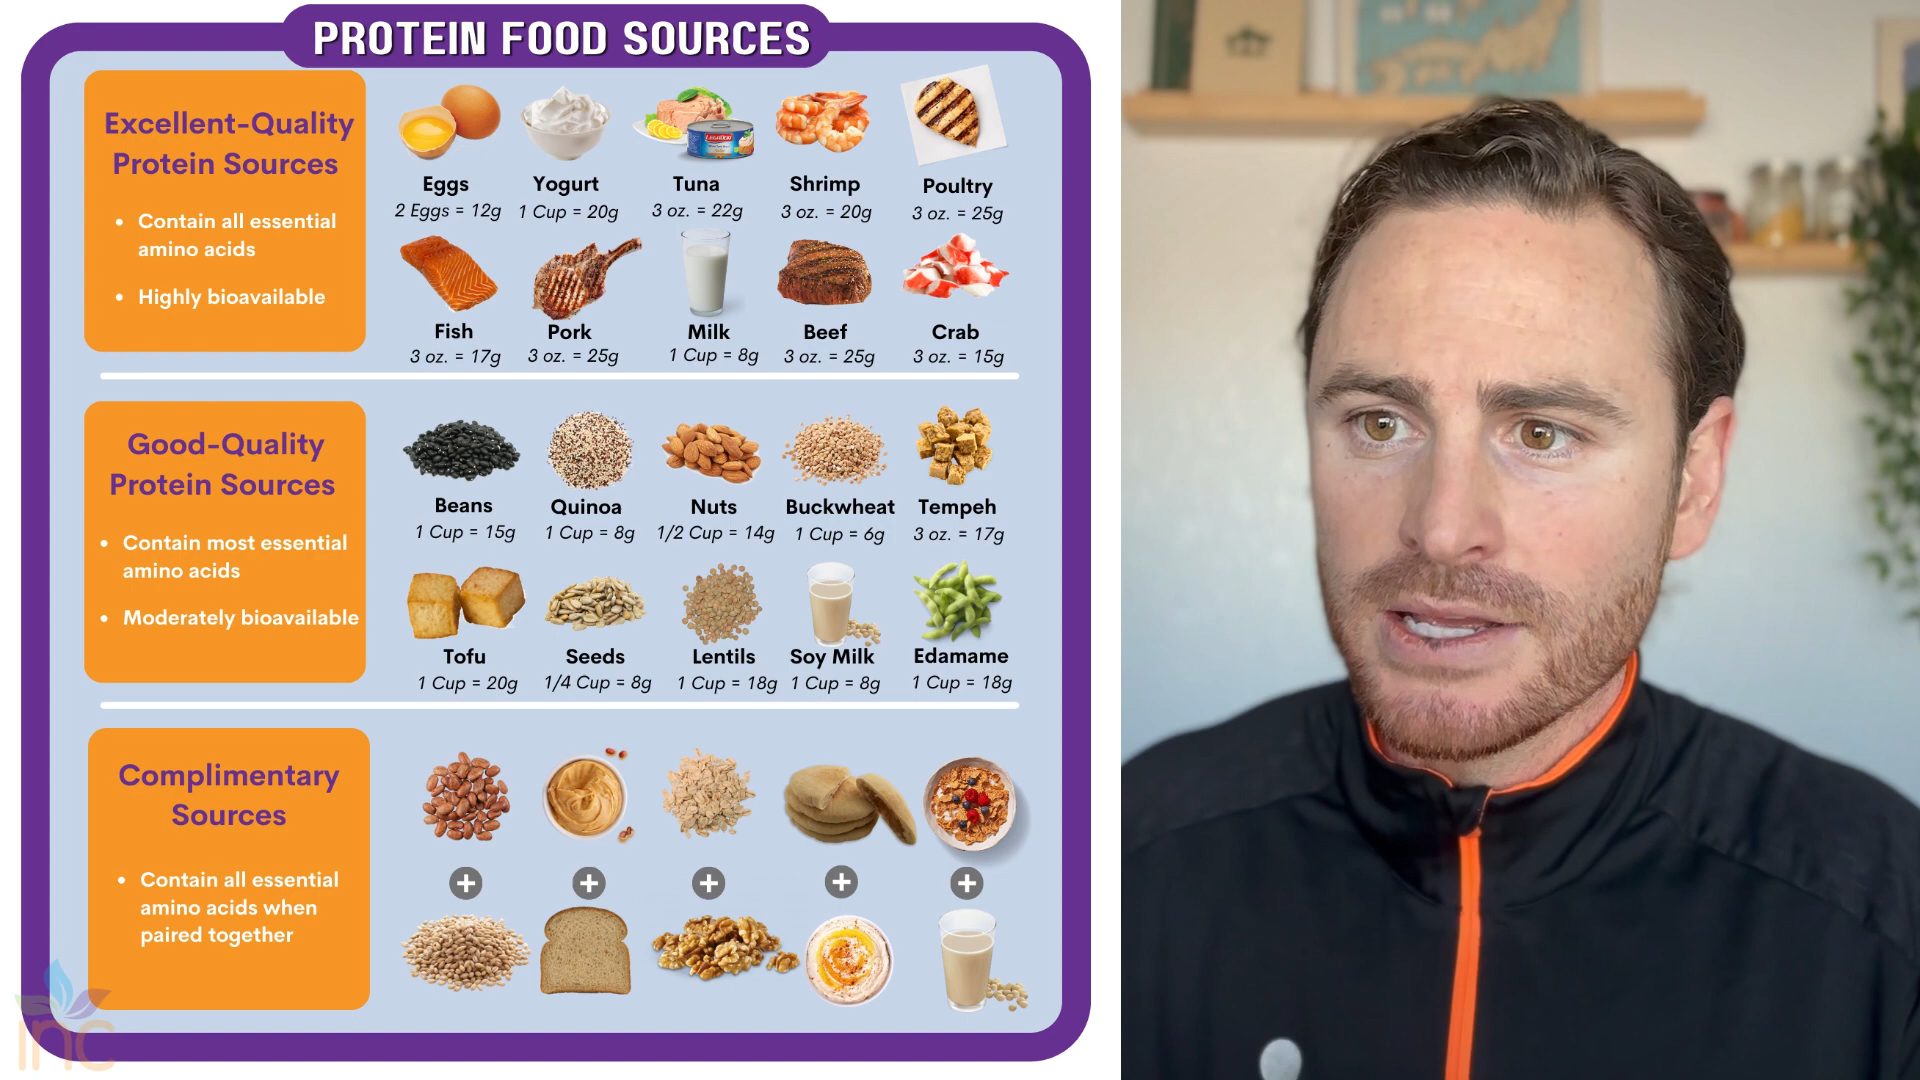 PROTEIN FOOD SOURCES
Excellent-Quality
Protein Sources
• Contain all essential
amino acids
• Highly bioavailable
Eggs
2 Eggs = 12g
Yogurt
1 Cup = 20g
Tuna
3 oz. = 22g
Shrimp
3 oz. = 20g
Poultry
3 oz. = 25g
Fish
3 oz. = 17g
Pork
3 oz. = 25g
Milk
1 Cup = 8g
Beef
3 oz. = 25g
Crab
3 oz. = 15g
Good-Quality
Protein Sources
• Contain most essential
amino acids
• Moderately bioavailable
Beans
1 Cup = 15g
Quinoa
1 Cup = 8g
Nuts
1/2 Cup = 14g
Buckwheat
1 Cup = 6g
Tempeh
3 oz. = 17g
Tofu
1 Cup = 20g
Seeds
1/4 Cup = 8g
Lentils
1 Cup = 18g
Soy Milk
1 Cup = 8g
Edamame
1 Cup = 18g
Complimentary
Sources
• Contain all essential
amino acids when
paired together
+
+
+
+
+
inc